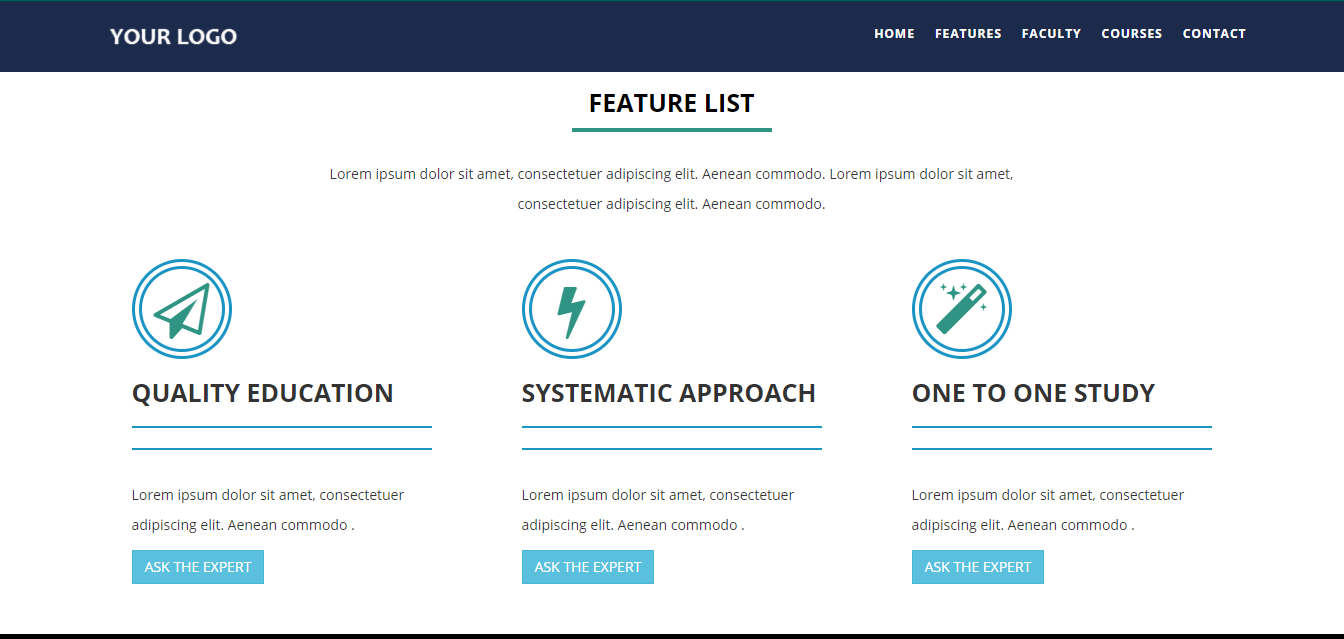 YOUR LOGO
HOME FEATURES FACULTY COURSES CONTACT
FEATURE LIST
Lorem ipsum dolor sit amet, consectetuer adipiscing elit. Aenean commodo. Lorem ipsum dolor sit amet,
consectetuer adipiscing elit. Aenean commodo.
QUALITY EDUCATION
Lorem ipsum dolor sit amet, consectetuer
adipiscing elit. Aenean commodo .
ASK THE EXPERT
SYSTEMATIC APPROACH
Lorem ipsum dolor sit amet, consectetuer
adipiscing elit. Aenean commodo .
ASK THE EXPERT
ONE TO ONE STUDY
Lorem ipsum dolor sit amet, consectetuer
adipiscing elit. Aenean commodo .
ASK THE EXPERT